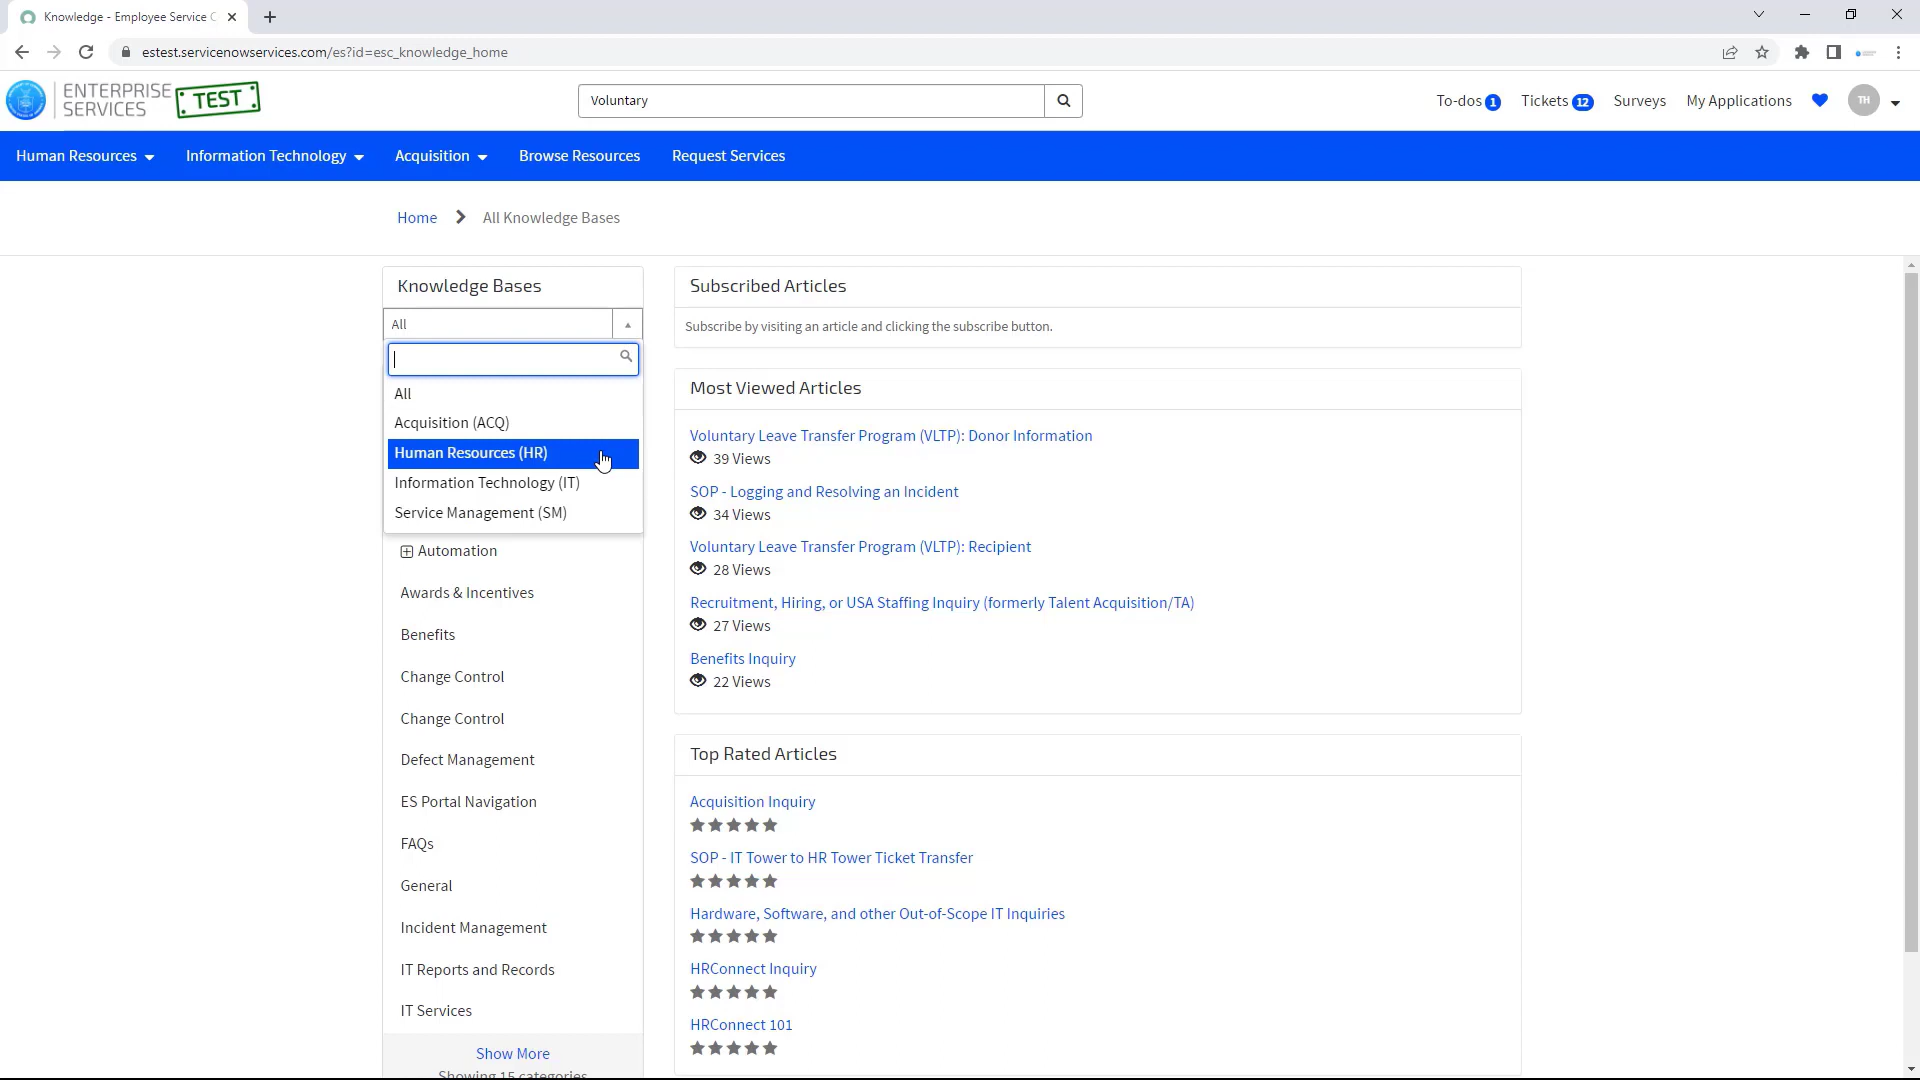 Knowledge - Employee Service C
estest.servicenowservices.com/es?id=esc_knowledge_home
ENTERPRISE
SERVICES
TEST
Voluntary
To-dos 1
Tickets 12
Surveys
My Applications
TH
Human Resources
Information Technology
Acquisition
Browse Resources
Request Services
Home
All Knowledge Bases
Knowledge Bases
All
All
Acquisition (ACQ)
Human Resources (HR)
Information Technology (IT)
Service Management (SM)
Automation
Awards & Incentives
Benefits
Change Control
Change Control
Defect Management
ES Portal Navigation
FAQs
General
Incident Management
IT Reports and Records
IT Services
Show More
Showing 15 categories
Subscribed Articles
Subscribe by visiting an article and clicking the subscribe button.
Most Viewed Articles
Voluntary Leave Transfer Program (VLTP): Donor Information
39 Views
SOP - Logging and Resolving an Incident
34 Views
Voluntary Leave Transfer Program (VLTP): Recipient
28 Views
Recruitment, Hiring, or USA Staffing Inquiry (formerly Talent Acquisition/TA)
27 Views
Benefits Inquiry
22 Views
Top Rated Articles
Acquisition Inquiry
SOP - IT Tower to HR Tower Ticket Transfer
Hardware, Software, and other Out-of-Scope IT Inquiries
HRConnect Inquiry
HRConnect 101